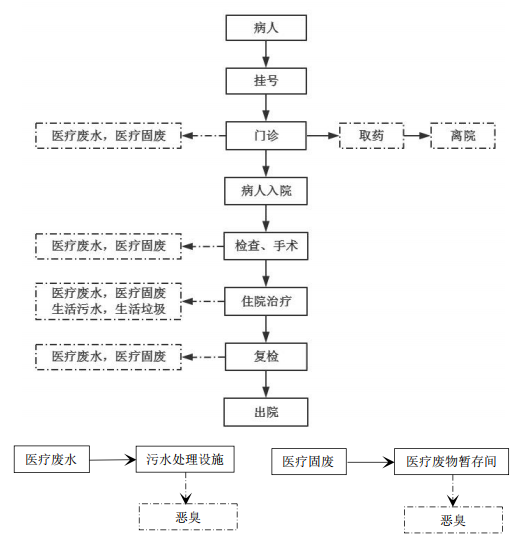 病人
挂号
医疗废水，医疗固废
门诊
取药
离院
病人入院
医疗废水，医疗固废
检查、手术
医疗废水，医疗固废
生活污水，生活垃圾
住院治疗
医疗废水，医疗固废
复检
出院
医疗废水
污水处理设施
医疗固废
医疗废物暂存间
恶臭
恶臭